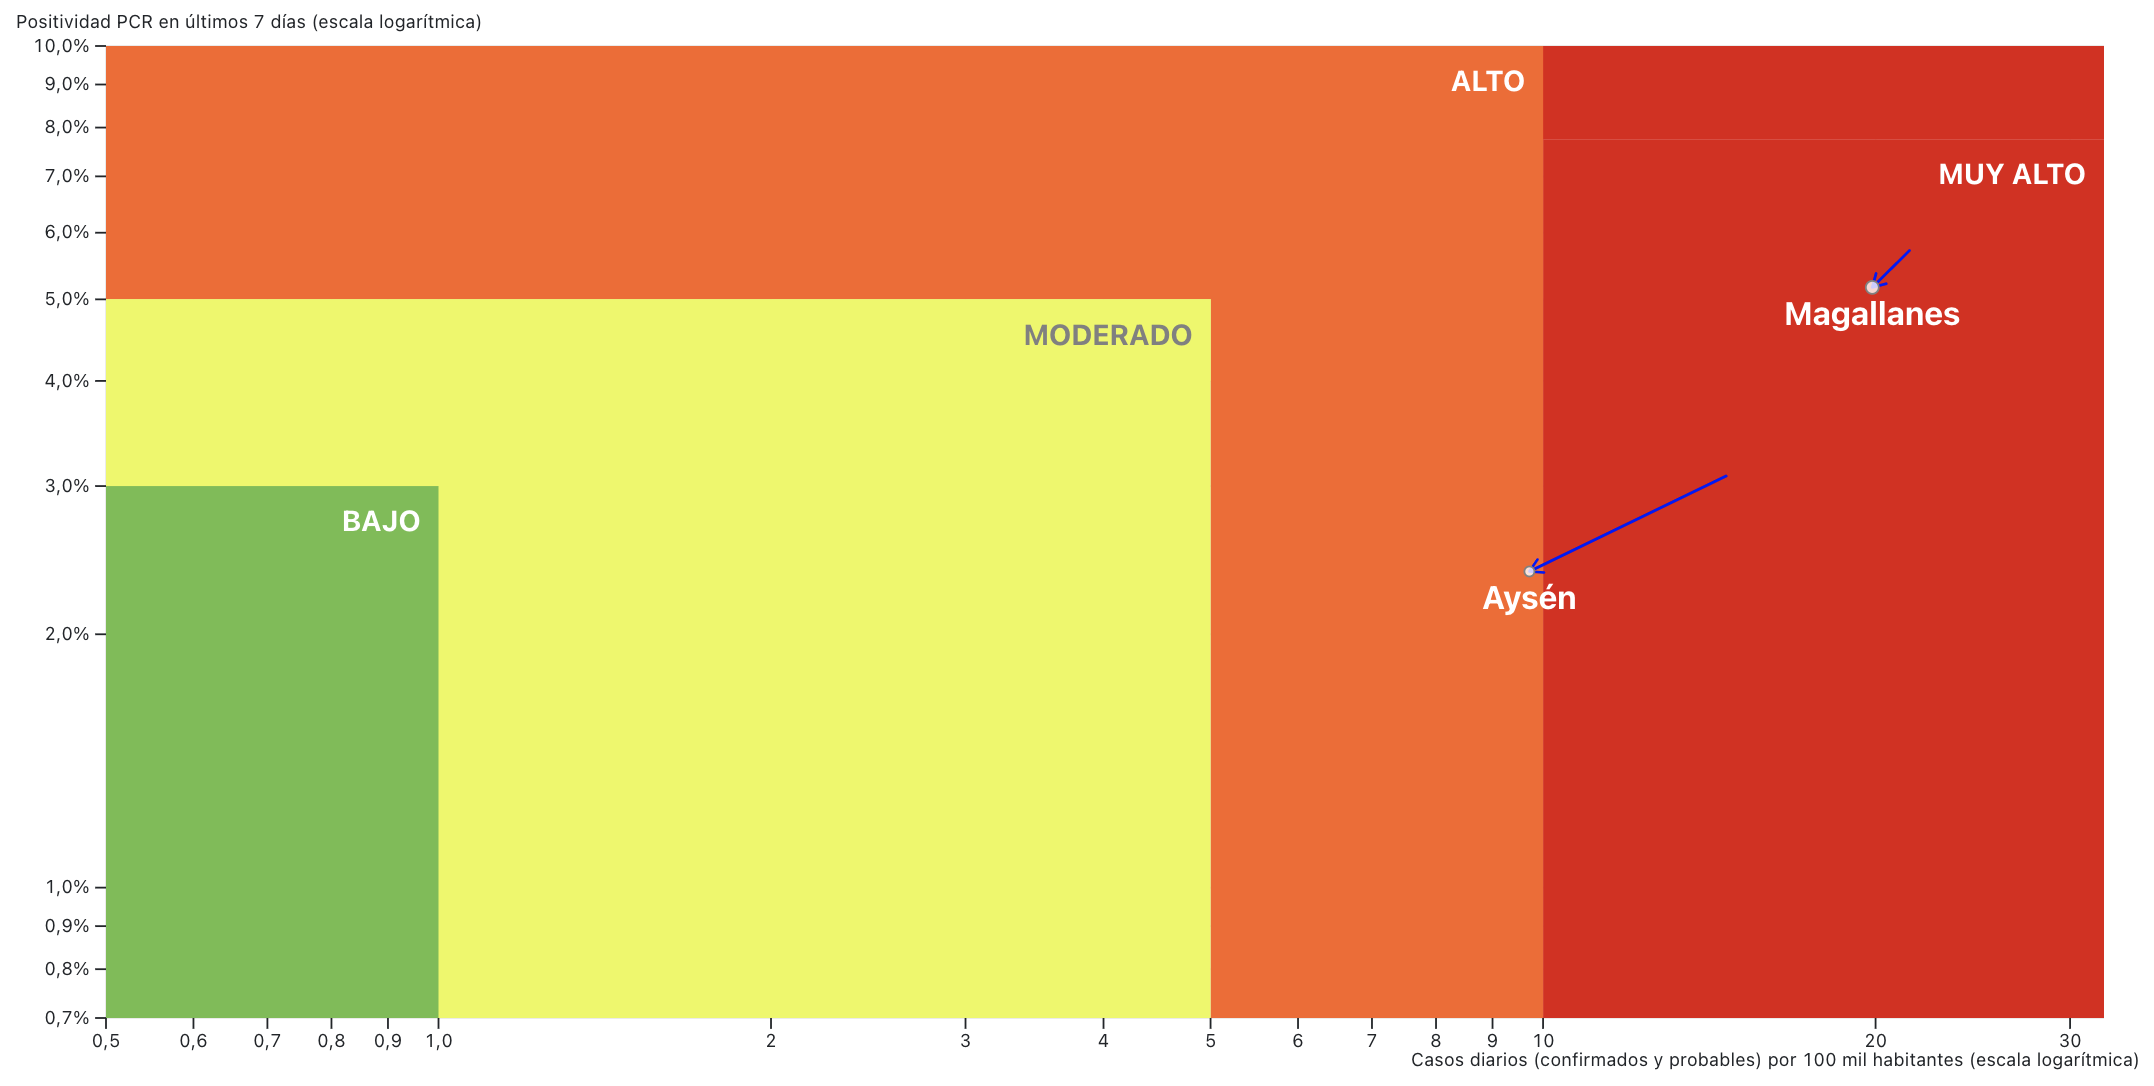 Positividad PCR en últimos 7 días (escala logarítmica)
10,0%
9,0%
ALTO
8,0%
7,0%
MUY ALTO
6,0%
5,0%
Magallanes
MODERADO
4,0%
3,0%
BAJO
Aysén
2,0%
1,0%
0,9%
0,8%
0,7%
0,5 0,6 0,7 0,8 0,9 1,0 2 3 4 5 6 7 8 9 10 20 30
Casos diarios (confirmados y probables) por 100 mil habitantes (escala logarítmica)